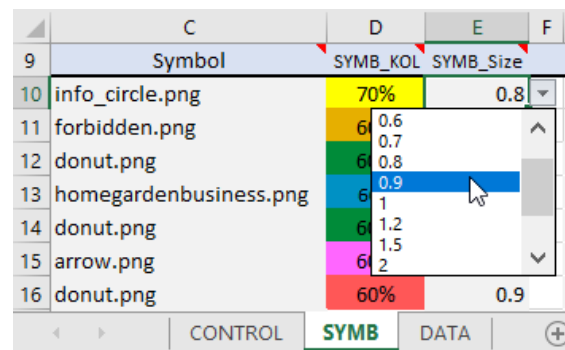 C D E F
9 Symbol SYMB_KOL SYMB_Size
10 info_circle.png 70% 0.8
11 forbidden.png 0.6
0.7
12 donut.png 0.8
13 homegardenbusiness.png 0.9
1
14 donut.png 1.2
15 arrow.png 1.5
2
16 donut.png 60% 0.9
CONTROL SYMB DATA